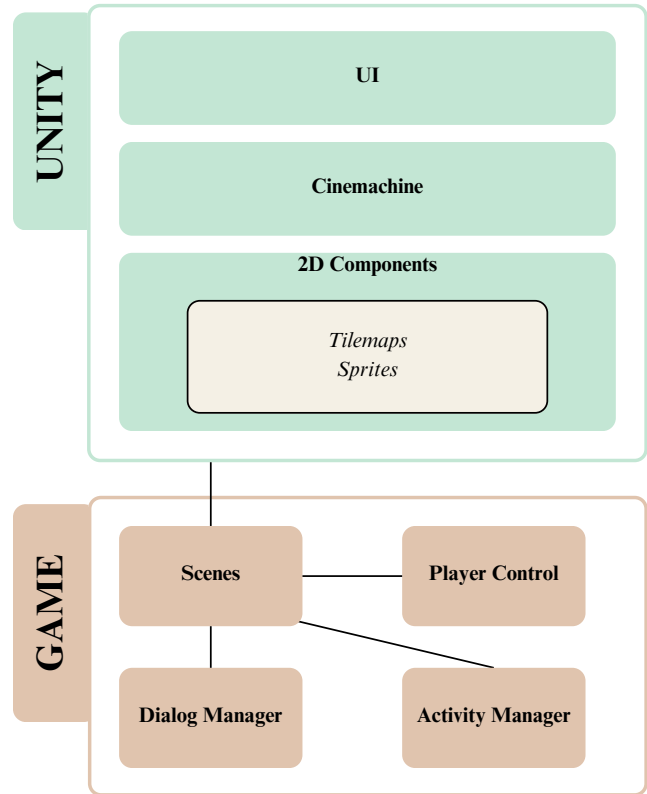 UNITY
UI
Cinemachine
2D Components
Tilemaps
Sprites
GAME
Scenes
Player Control
Dialog Manager
Activity Manager